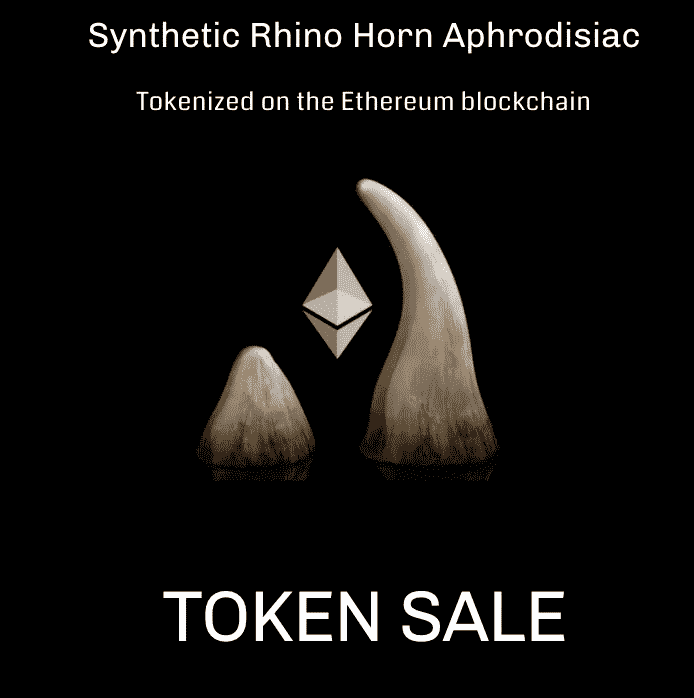 Synthetic Rhino Horn Aphrodisiac
Tokenized on the Ethereum blockchain
TOKEN SALE